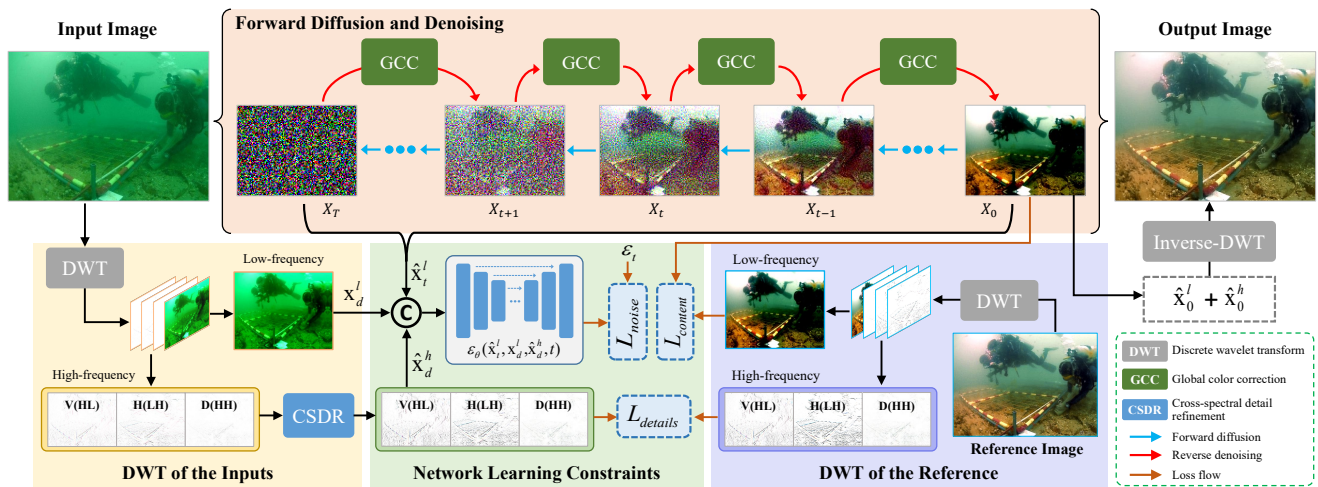 Input Image
Forward Diffusion and Denoising
Output Image
GCC
GCC
GCC
GCC
X_T
X_{t+1}
X_t
X_{t-1}
X_0
DWT
Low-frequency
x_d^l
High-frequency
V(HL) H(LH) D(HH)
CSDR
DWT of the Inputs
x̂_t^l
C
x̂_d^h
ε_θ(x̂_t^l, x_d^l, x̂_d^h, t)
ε_t
L_noise
L_content
V(HL) H(LH) D(HH)
L_details
Network Learning Constraints
Low-frequency
DWT
High-frequency
V(HL) H(LH) D(HH)
Reference Image
DWT of the Reference
Inverse-DWT
x̂_0^l + x̂_0^h
DWT Discrete wavelet transform
GCC Global color correction
CSDR Cross-spectral detail
refinement
Forward diffusion
Reverse denoising
Loss flow